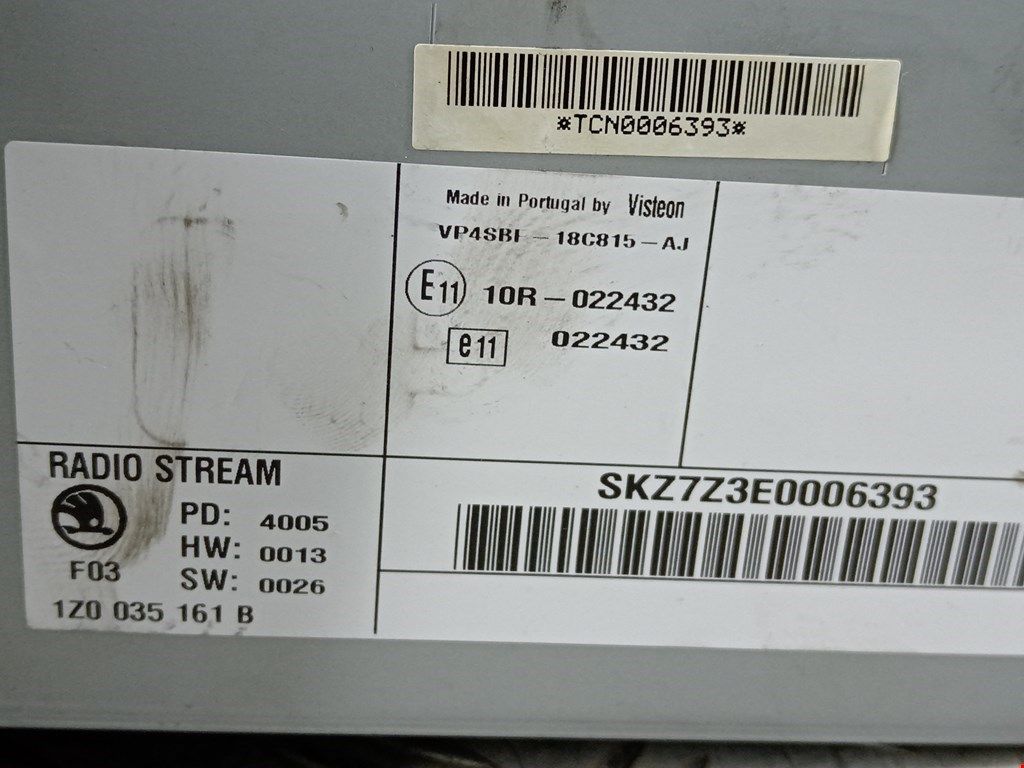 *TCN0006393*
Made in Portugal by Visteon
VP4SBF-18C815-AJ
E11 10R-022432
e11 022432
RADIO STREAM
SKZ7Z3E0006393
PD: 4005
HW: 0013
F03
SW: 0026
1Z0 035 161 B